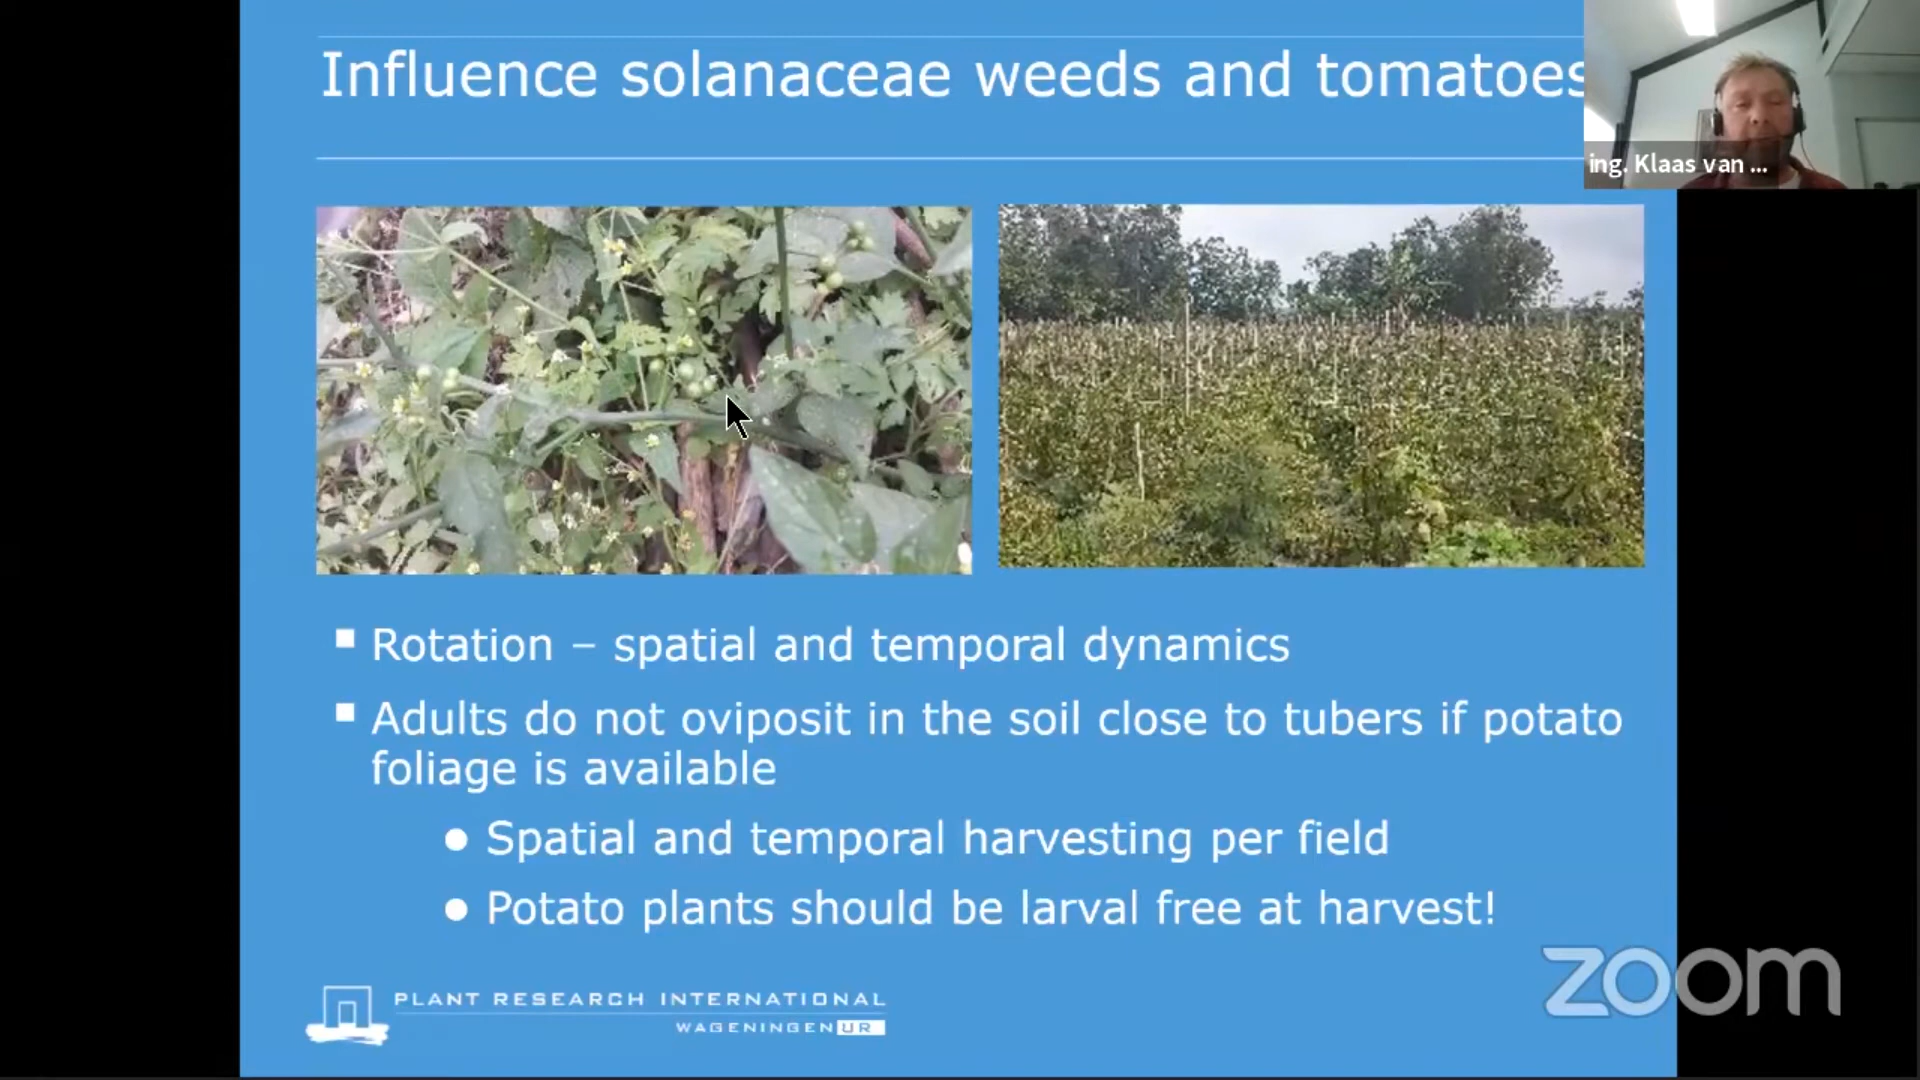 Influence solanaceae weeds and tomatoes
ing. Klaas van ...
Rotation – spatial and temporal dynamics
Adults do not oviposit in the soil close to tubers if potato
foliage is available
Spatial and temporal harvesting per field
Potato plants should be larval free at harvest!
PLANT RESEARCH INTERNATIONAL
WAGENINGEN UR
zoom